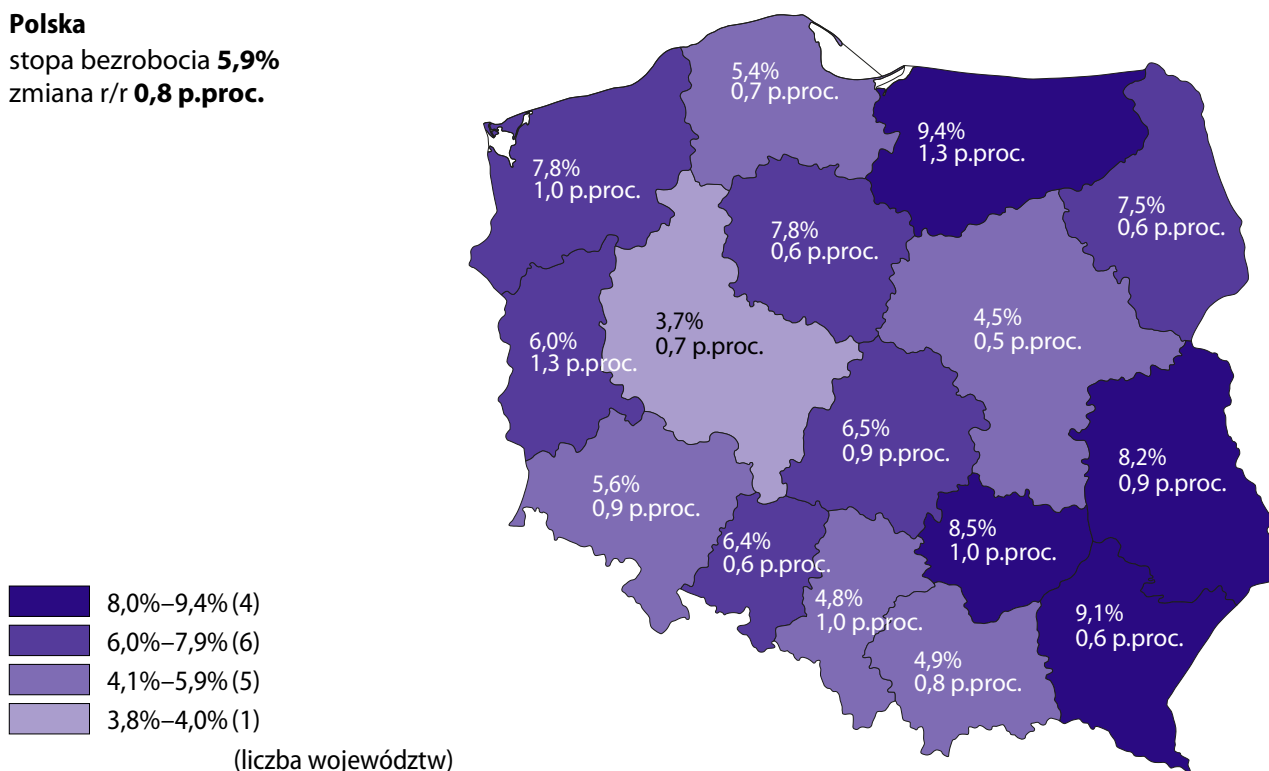 Polska
stopa bezrobocia 5,9%
zmiana r/r 0,8 p.proc.
5,4%
0,7 p.proc.
9,4%
1,3 p.proc.
7,8%
1,0 p.proc.
7,5%
0,6 p.proc.
7,8%
0,6 p.proc.
3,7%
0,7 p.proc.
4,5%
0,5 p.proc.
6,0%
1,3 p.proc.
6,5%
0,9 p.proc.
8,2%
0,9 p.proc.
5,6%
0,9 p.proc.
8,5%
1,0 p.proc.
6,4%
0,6 p.proc.
4,8%
1,0 p.proc.
9,1%
0,6 p.proc.
4,9%
0,8 p.proc.
8,0%–9,4% (4)
6,0%–7,9% (6)
4,1%–5,9% (5)
3,8%–4,0% (1)
(liczba województw)